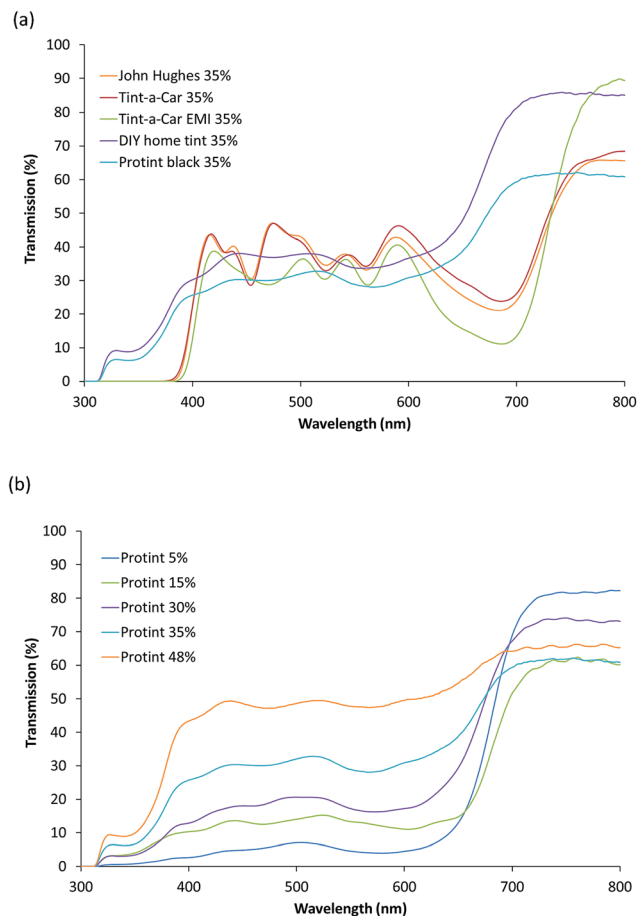 (a)
100
90
80
70
60
50
40
30
20
10
0
Transmission (%)
John Hughes 35%
Tint-a-Car 35%
Tint-a-Car EMI 35%
DIY home tint 35%
Protint black 35%
300 400 500 600 700 800
Wavelength (nm)
(b)
100
90
80
70
60
50
40
30
20
10
0
Transmission (%)
Protint 5%
Protint 15%
Protint 30%
Protint 35%
Protint 48%
300 400 500 600 700 800
Wavelength (nm)